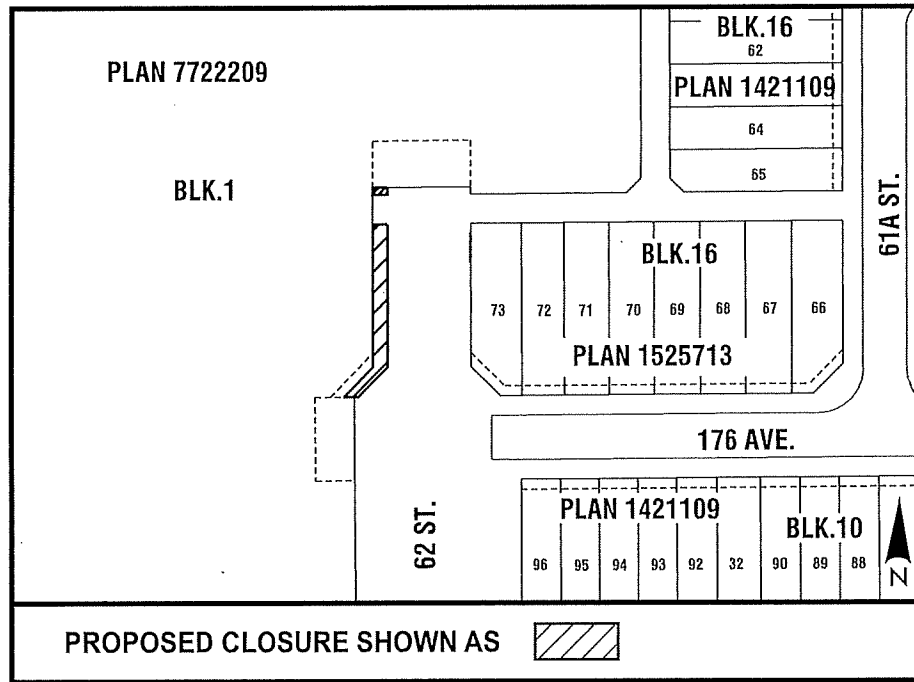 BLK.16
62
PLAN 7722209
PLAN 1421109
64
65
BLK.1
61A ST.
BLK.16
73 72 71 70 69 68 67 66
PLAN 1525713
176 AVE.
62 ST.
PLAN 1421109
BLK.10
96 95 94 93 92 32 90 89 88
N
PROPOSED CLOSURE SHOWN AS